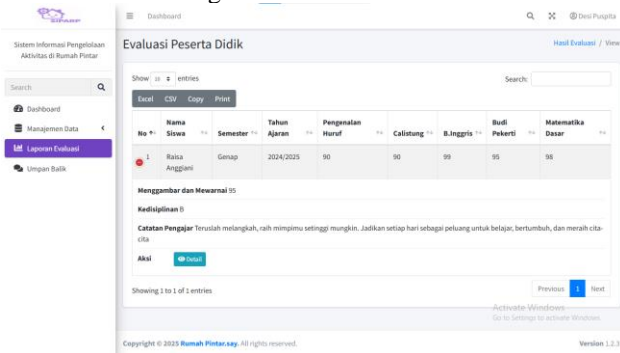 SIPARP
Dashboard
@Desi Puspita
Sistem Informasi Pengelolaan
Aktivitas di Rumah Pintar
Evaluasi Peserta Didik
Hasil Evaluasi / View
Search
Dashboard
Manajemen Data
Laporan Evaluasi
Umpan Balik
Show 10 entries
Search:
Excel CSV Copy Print
No Nama Siswa Semester Tahun Ajaran Pengenalan Huruf Calistung B.Inggris Budi Pekerti Matematika Dasar
1 Raisa Anggiani Genap 2024/2025 90 90 99 95 98
Menggambar dan Mewarnai 95
Kedisiplinan B
Catatan Pengajar Teruslah melangkah, raih mimpimu setinggi mungkin. Jadikan setiap hari sebagai peluang untuk belajar, bertumbuh, dan meraih cita-
cita
Aksi Detail
Showing 1 to 1 of 1 entries
Previous 1 Next
Activate Windows
Go to Settings to activate Windows.
Copyright © 2025 Rumah Pintar.say. All rights reserved.
Version 1.2.3